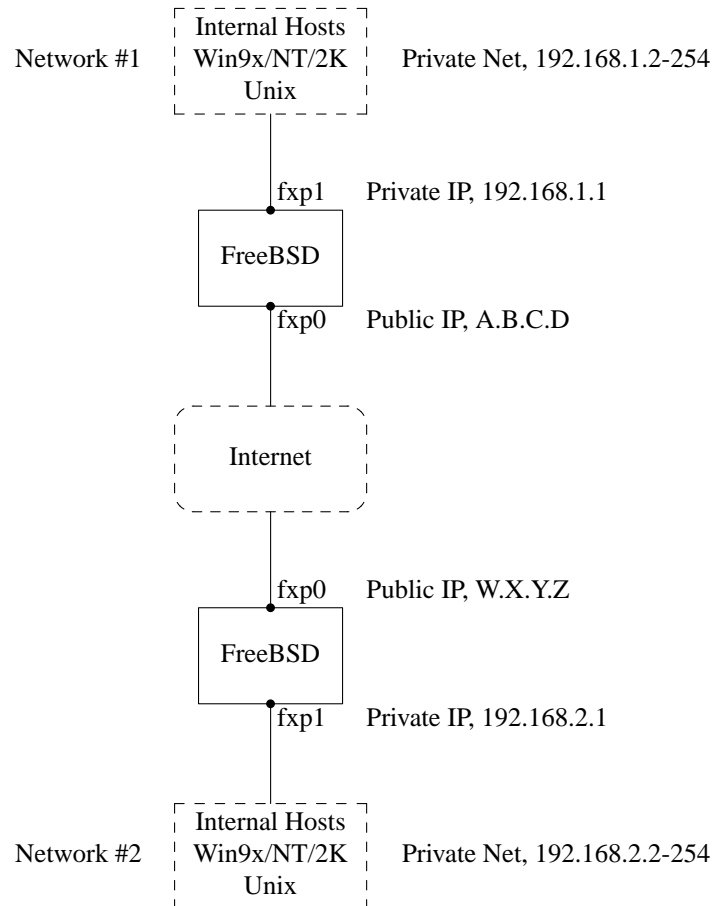 Internal Hosts
Network #1 Win9x/NT/2K Private Net, 192.168.1.2-254
Unix
fxp1 Private IP, 192.168.1.1
FreeBSD
fxp0 Public IP, A.B.C.D
Internet
fxp0 Public IP, W.X.Y.Z
FreeBSD
fxp1 Private IP, 192.168.2.1
Internal Hosts
Network #2 Win9x/NT/2K Private Net, 192.168.2.2-254
Unix